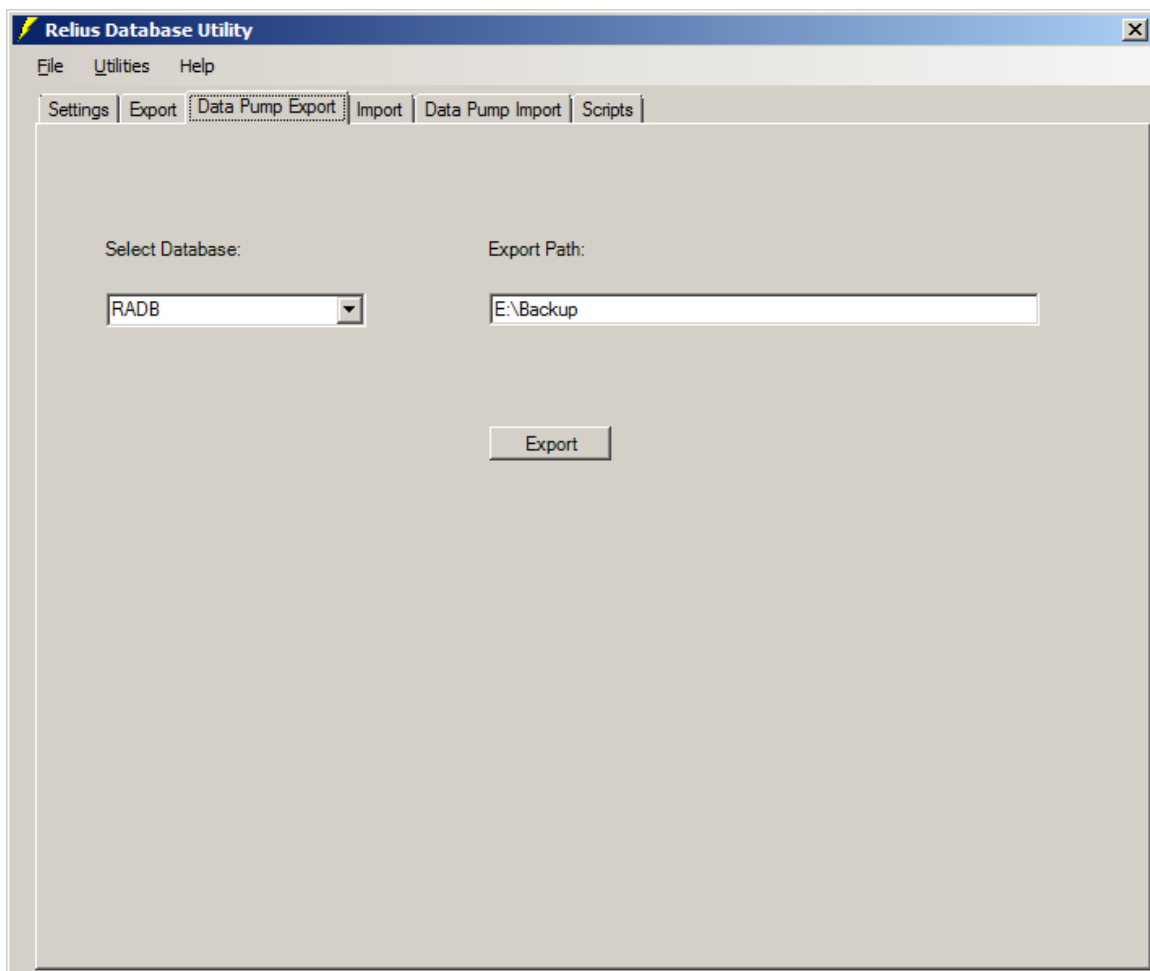 Relius Database Utility
File Utilities Help
Settings Export Data Pump Export Import Data Pump Import Scripts
Select Database: Export Path:
RADB E:\Backup
Export